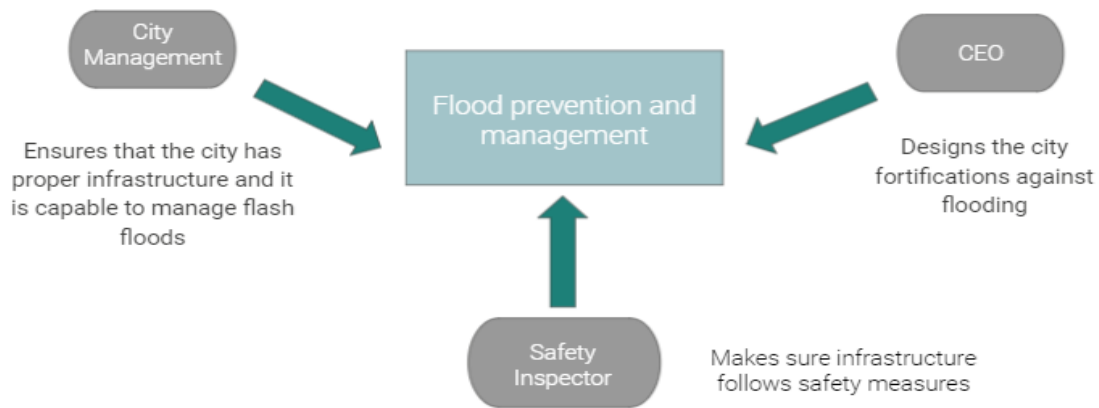 City
Management
Flood prevention and
management
CEO
Ensures that the city has
proper infrastructure and it
is capable to manage flash
floods
Designs the city
fortifications against
flooding
Safety
Inspector
Makes sure infrastructure
follows safety measures